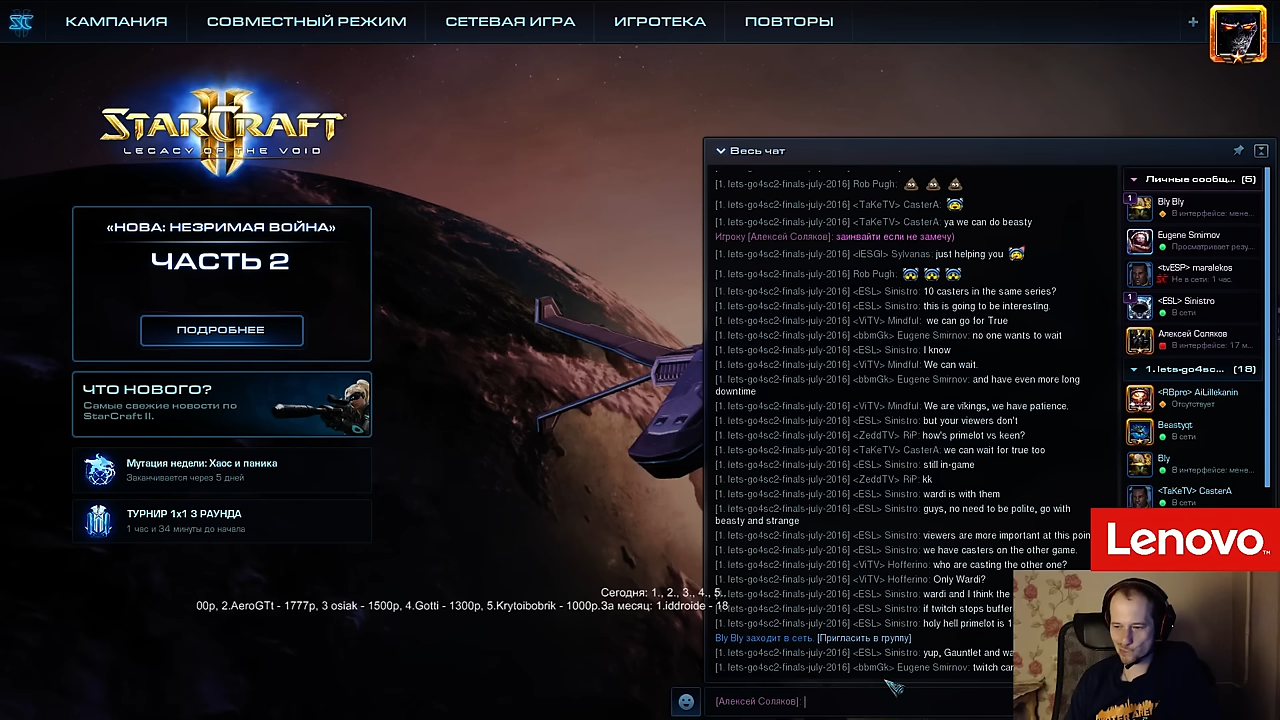 КАМПАНИЯ
СОВМЕСТНЫЙ РЕЖИМ
СЕТЕВАЯ ИГРА
ИГРОТЕКА
ПОВТОРЫ
STARCRAFT
II
LEGACY OF THE VOID
«НОВА: НЕЗРИМАЯ ВОЙНА»
ЧАСТЬ 2
ПОДРОБНЕЕ
ЧТО НОВОГО?
Самые свежие новости по
StarCraft II.
Мутация недели: Хаос и паника
Заканчивается через 5 дней
ТУРНИР 1х1 3 РАУНДА
1 час и 34 минуты до начала
Сегодня: 1., 2., 3., 4., 5..
00р, 2.AeroGTt - 1777р, 3 osiak - 1500р, 4.Gotti - 1300р, 5.Krytoibobrik - 1000р.За месяц: 1.iddroide - 18
Весь чат
[1. lets-go4sc2-finals-july-2016] Rob Pugh:
[1. lets-go4sc2-finals-july-2016] <TaKeTV> CasterA:
[1. lets-go4sc2-finals-july-2016] <TaKeTV> CasterA: ya we can do beasty
Игроку [Алексей Соляков]: заинвайти если не замечу)
[1. lets-go4sc2-finals-july-2016] <IESGI> Sylvanas: just helping you
[1. lets-go4sc2-finals-july-2016] Rob Pugh:
[1. lets-go4sc2-finals-july-2016] <ESL> Sinistro: 10 casters in the same series?
[1. lets-go4sc2-finals-july-2016] <ESL> Sinistro: this is going to be interesting.
[1. lets-go4sc2-finals-july-2016] <ViTV> Mindful: we can go for True
[1. lets-go4sc2-finals-july-2016] <bbmGk> Eugene Smirnov: no one wants to wait
[1. lets-go4sc2-finals-july-2016] <ESL> Sinistro: I know
[1. lets-go4sc2-finals-july-2016] <ViTV> Mindful: We can wait.
[1. lets-go4sc2-finals-july-2016] <bbmGk> Eugene Smirnov: and have even more long
downtime
[1. lets-go4sc2-finals-july-2016] <ViTV> Mindful: We are vikings, we have patience.
[1. lets-go4sc2-finals-july-2016] <ESL> Sinistro: but your viewers don't
[1. lets-go4sc2-finals-july-2016] <ZeddTV> RiP: how's primelot vs keen?
[1. lets-go4sc2-finals-july-2016] <TaKeTV> CasterA: we can wait for true too
[1. lets-go4sc2-finals-july-2016] <ESL> Sinistro: still in-game
[1. lets-go4sc2-finals-july-2016] <ZeddTV> RiP: kk
[1. lets-go4sc2-finals-july-2016] <ESL> Sinistro: wardi is with them
[1. lets-go4sc2-finals-july-2016] <ESL> Sinistro: guys, no need to be polite, go with
beasty and strange
[1. lets-go4sc2-finals-july-2016] <ESL> Sinistro: viewers are more important at this poin
[1. lets-go4sc2-finals-july-2016] <ESL> Sinistro: we have casters on the other game.
[1. lets-go4sc2-finals-july-2016] <ViTV> Hofferino: who are casting the other one?
[1. lets-go4sc2-finals-july-2016] <ViTV> Hofferino: Only Wardi?
[1. lets-go4sc2-finals-july-2016] <ESL> Sinistro: wardi and I think the
[1. lets-go4sc2-finals-july-2016] <ESL> Sinistro: if twitch stops buffer
[1. lets-go4sc2-finals-july-2016] <ESL> Sinistro: holy hell primelot is 1
Bly Bly заходит в сеть. [Пригласить в группу]
[1. lets-go4sc2-finals-july-2016] <ESL> Sinistro: yup, Gauntlet and wa
[1. lets-go4sc2-finals-july-2016] <bbmGk> Eugene Smirnov: twitch can
[Алексей Соляков]:
Личные сообщ... (5)
1
Bly Bly
В интерфейсе: мене...
Eugene Smirnov
Просматривает резу...
<tvESP> maralekos
Не в сети: 1 час.
1
<ESL> Sinistro
В сети
Алексей Соляков
В интерфейсе: 17 м...
1. lets-go4sc... (18)
<RBpro> AiLillekanin
Отсутствует
Beastyqt
В сети
Bly
В интерфейсе: мене...
<TaKeTV> CasterA
В сети
Lenovo
TM